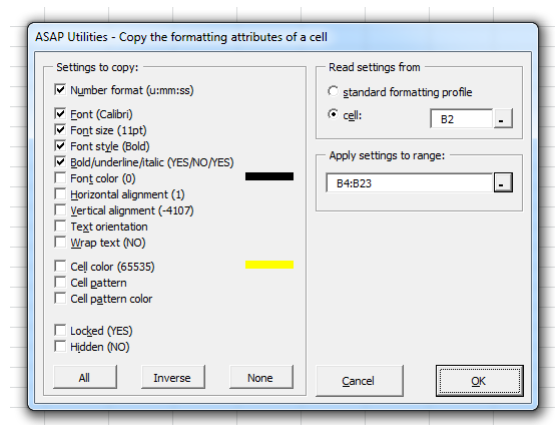 ASAP Utilities - Copy the formatting attributes of a cell
Settings to copy:
Number format (u:mm:ss)
Font (Calibri)
Font size (11pt)
Font style (Bold)
Bold/underline/italic (YES/NO/YES)
Font color (0)
Horizontal alignment (1)
Vertical alignment (-4107)
Text orientation
Wrap text (NO)
Cell color (65535)
Cell pattern
Cell pattern color
Locked (YES)
Hidden (NO)
All Inverse None
Read settings from
standard formatting profile
cell: B2
Apply settings to range:
B4:B23
Cancel OK